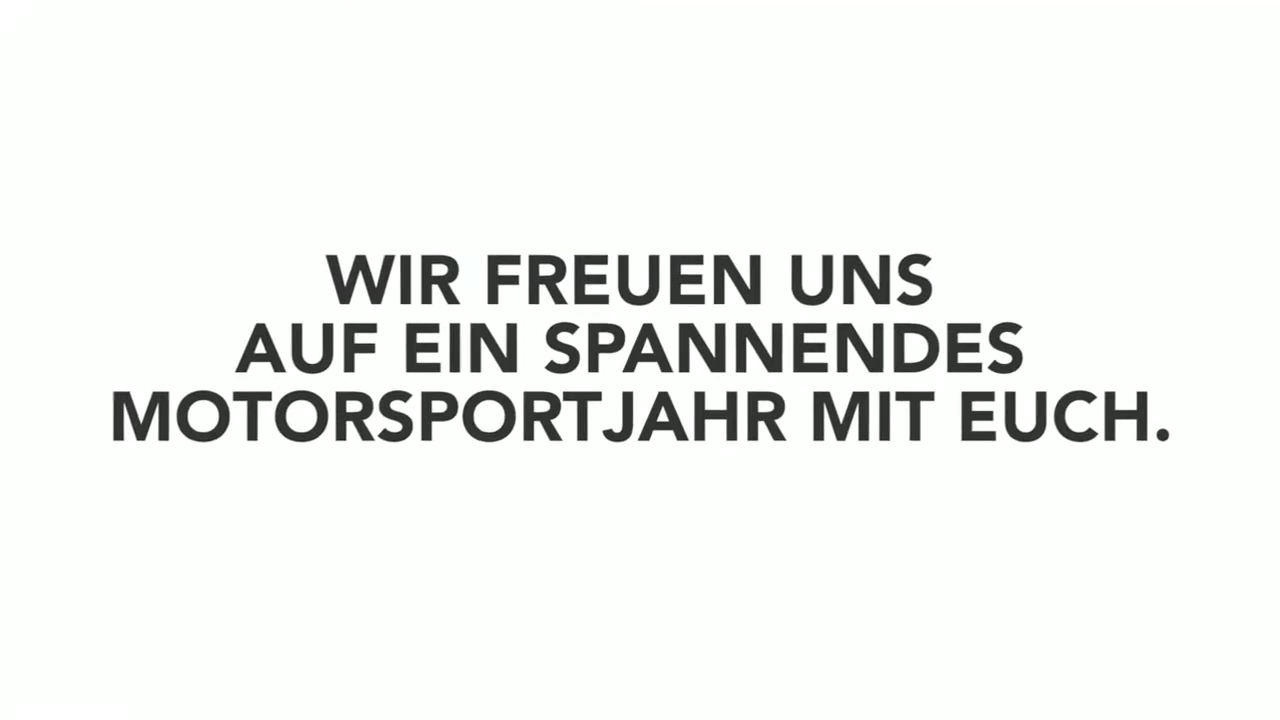 WIR FREUEN UNS
AUF EIN SPANNENDES
MOTORSPORTJAHR MIT EUCH.